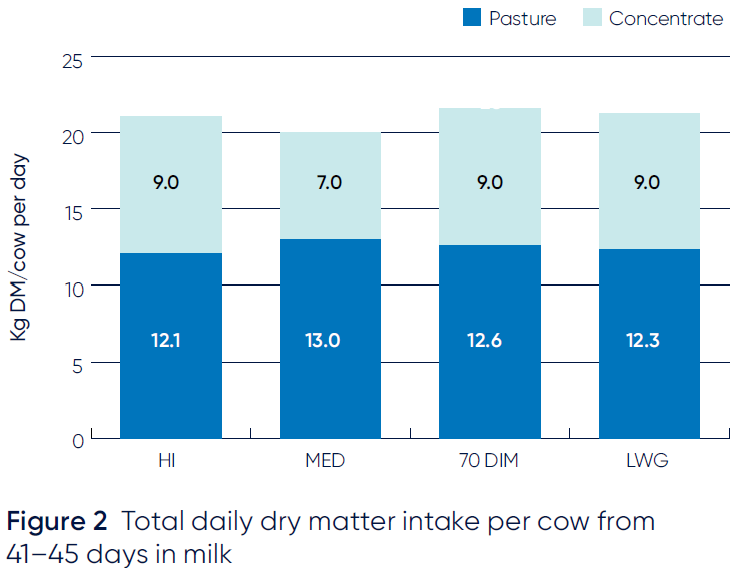 Pasture Concentrate
25
20
15
10
5
0
Kg DM/cow per day
9.0 7.0 9.0 9.0
12.1 13.0 12.6 12.3
HI MED 70 DIM LWG
Figure 2 Total daily dry matter intake per cow from
41–45 days in milk